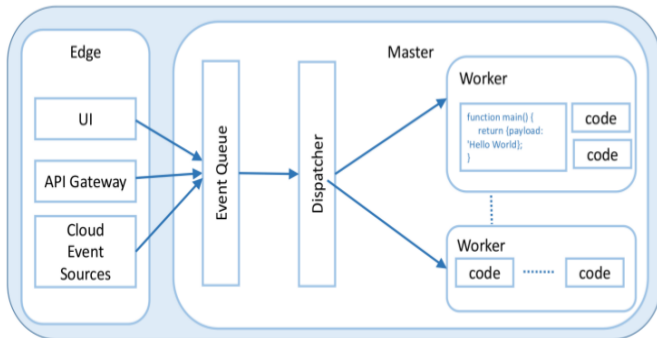 Edge
UI
API Gateway
Cloud
Event
Sources
Master
Event Queue
Dispatcher
Worker
function main() {
return {payload:
'Hello World};
}
code
code
Worker
code
code